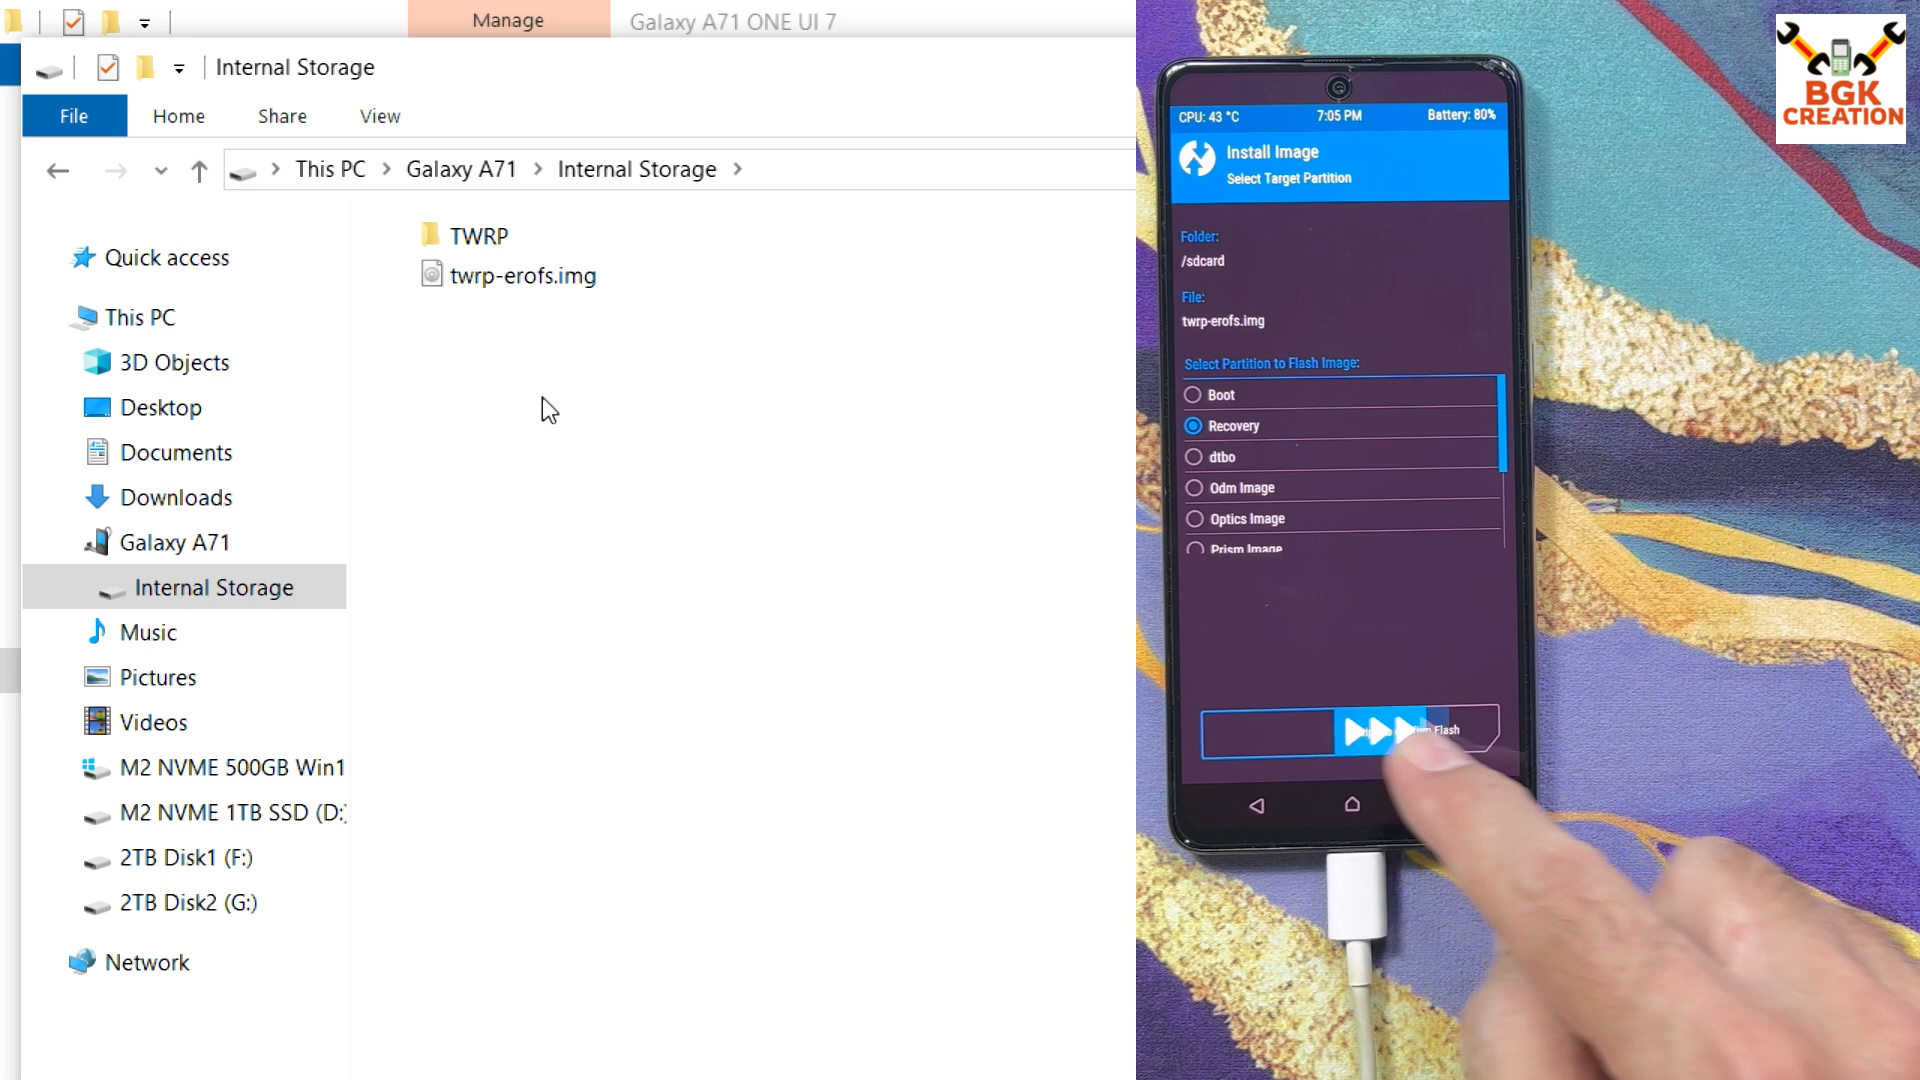 Manage
Galaxy A71 ONE UI 7
Internal Storage
File
Home
Share
View
This PC
Galaxy A71
Internal Storage
Quick access
This PC
3D Objects
Desktop
Documents
Downloads
Galaxy A71
Internal Storage
Music
Pictures
Videos
M2 NVME 500GB Win1
M2 NVME 1TB SSD (D:)
2TB Disk1 (F:)
2TB Disk2 (G:)
Network
TWRP
twrp-erofs.img
CPU: 43 °C
7:05 PM
Battery: 80%
Install Image
Select Target Partition
Folder:
/sdcard
File:
twrp-erofs.img
Select Partition to Flash Image:
Boot
Recovery
dtbo
Odm Image
Optics Image
Prism Image
Flash
BGK
CREATION